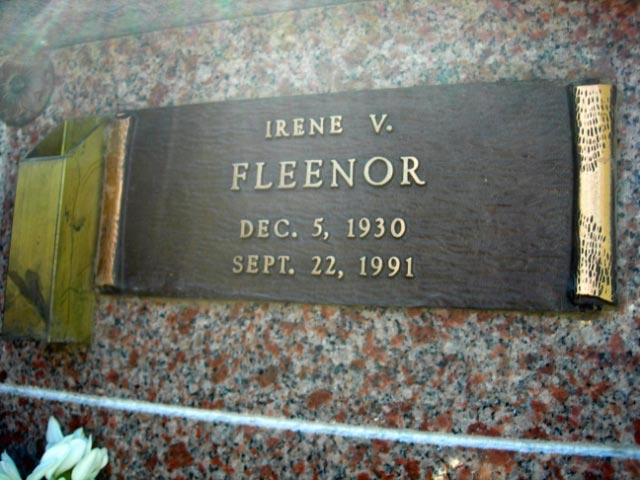 IRENE V.
FLEENOR
DEC. 5, 1930
SEPT. 22, 1991